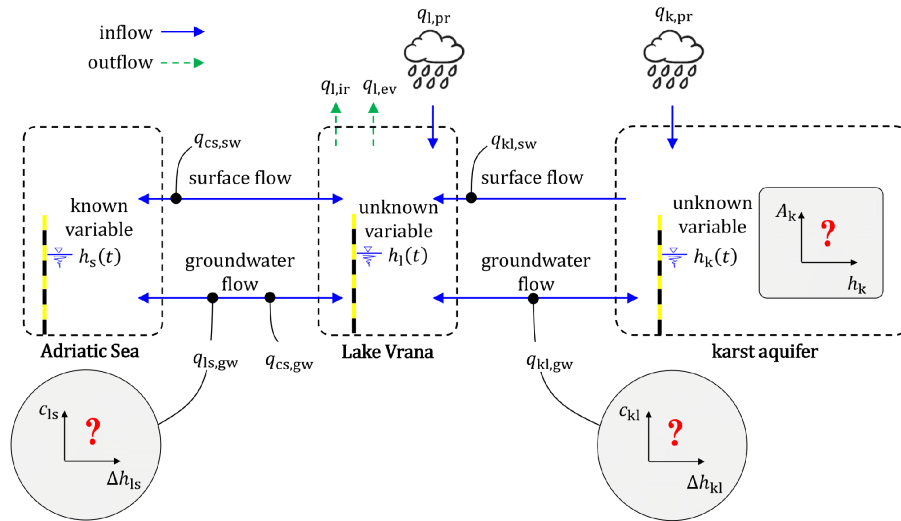 inflow
outflow
q_l,pr
q_k,pr
q_l,ir
q_l,ev
q_cs,sw
q_kl,sw
surface flow
surface flow
known
variable
h_s(t)
unknown
variable
h_l(t)
unknown
variable
h_k(t)
A_k
?
h_k
groundwater
flow
groundwater
flow
Adriatic Sea
Lake Vrana
karst aquifer
q_ls,gw
q_cs,gw
q_kl,gw
c_ls
?
Δh_ls
c_kl
?
Δh_kl